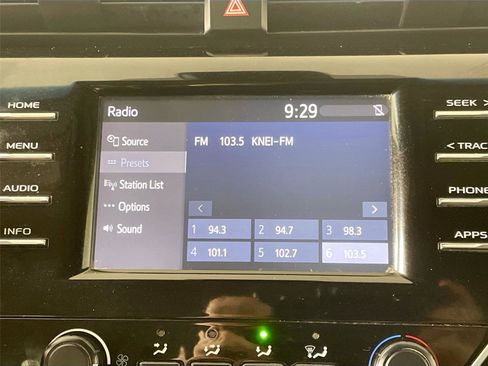 HOME
MENU
AUDIO
INFO
Radio 9:29
Source
Presets
Station List
Options
Sound
FM 103.5 KNEI-FM
< >
1 94.3 2 94.7 3 98.3
4 101.1 5 102.7 6 103.5
SEEK >
< TRAC
PHONE
APPS